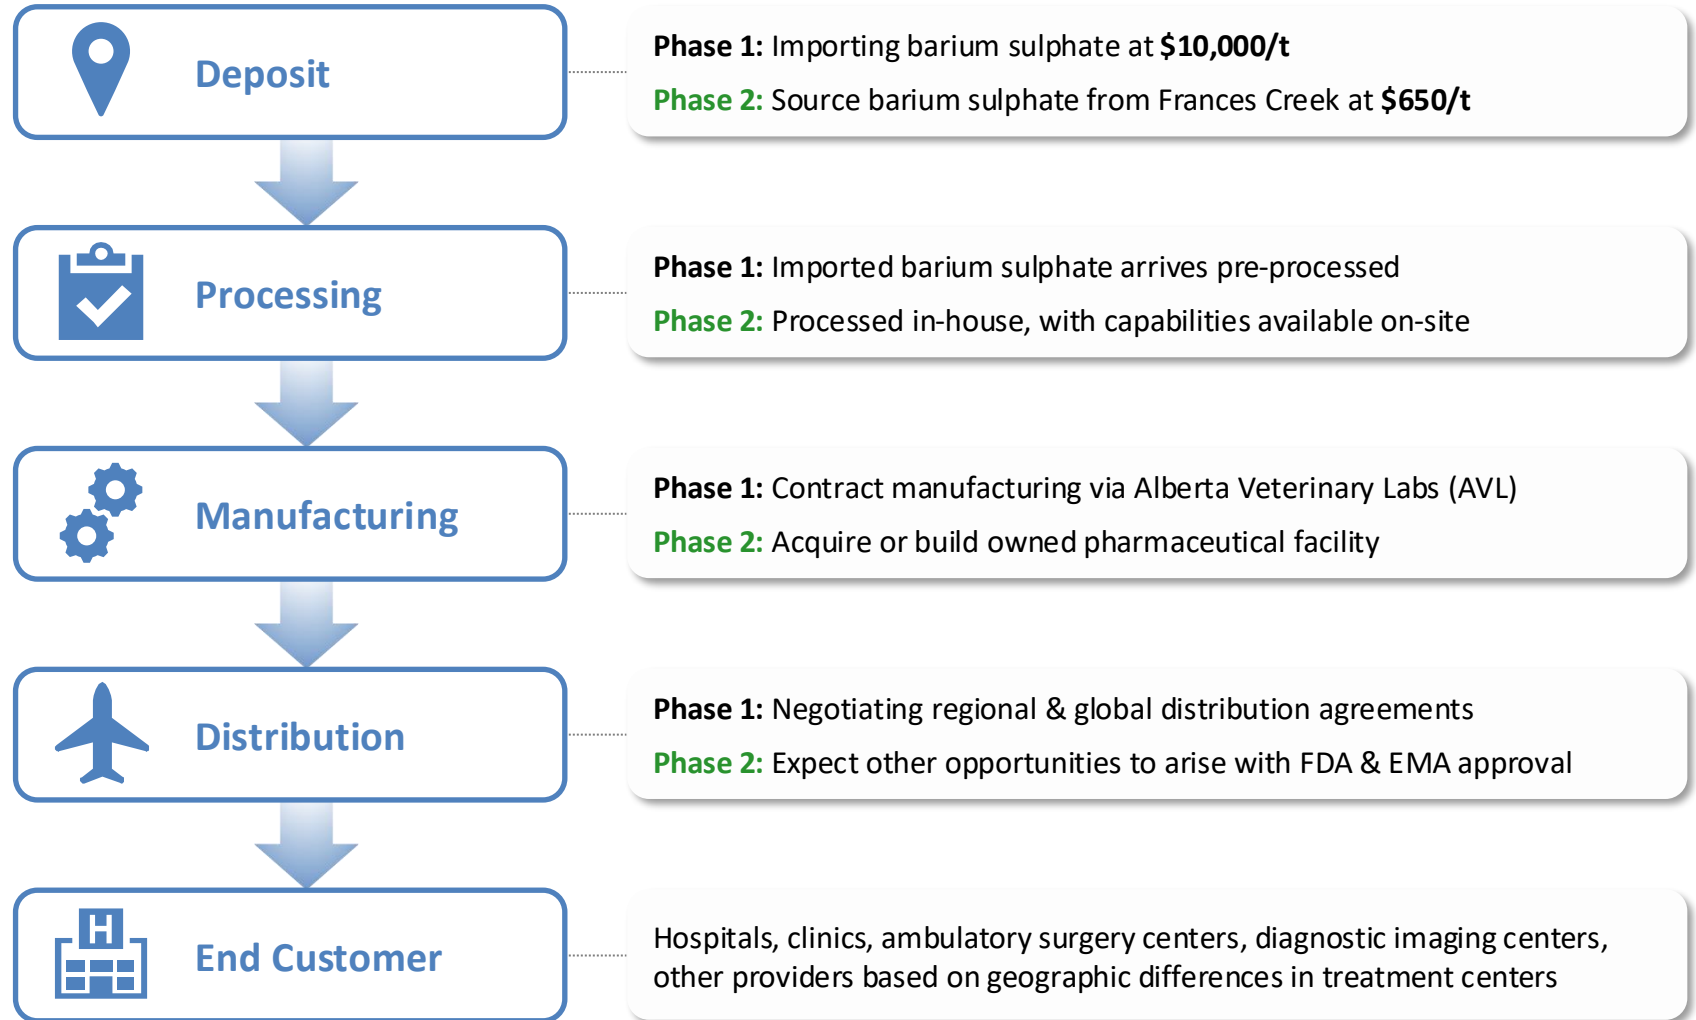 Deposit
Phase 1: Importing barium sulphate at $10,000/t
Phase 2: Source barium sulphate from Frances Creek at $650/t
Processing
Phase 1: Imported barium sulphate arrives pre-processed
Phase 2: Processed in-house, with capabilities available on-site
Manufacturing
Phase 1: Contract manufacturing via Alberta Veterinary Labs (AVL)
Phase 2: Acquire or build owned pharmaceutical facility
Distribution
Phase 1: Negotiating regional & global distribution agreements
Phase 2: Expect other opportunities to arise with FDA & EMA approval
H
End Customer
Hospitals, clinics, ambulatory surgery centers, diagnostic imaging centers,
other providers based on geographic differences in treatment centers